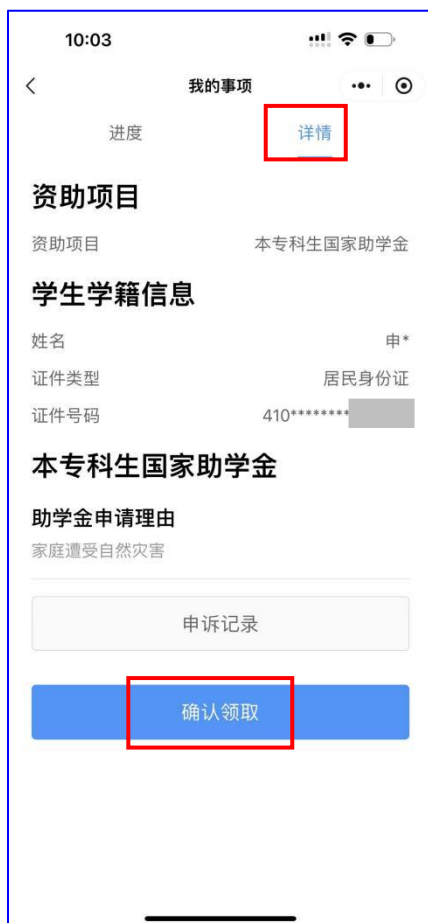 10:03
我的事项
进度 详情
资助项目
资助项目 本专科生国家助学金
学生学籍信息
姓名 申*
证件类型 居民身份证
证件号码 410********
本专科生国家助学金
助学金申请理由
家庭遭受自然灾害
申诉记录
确认领取